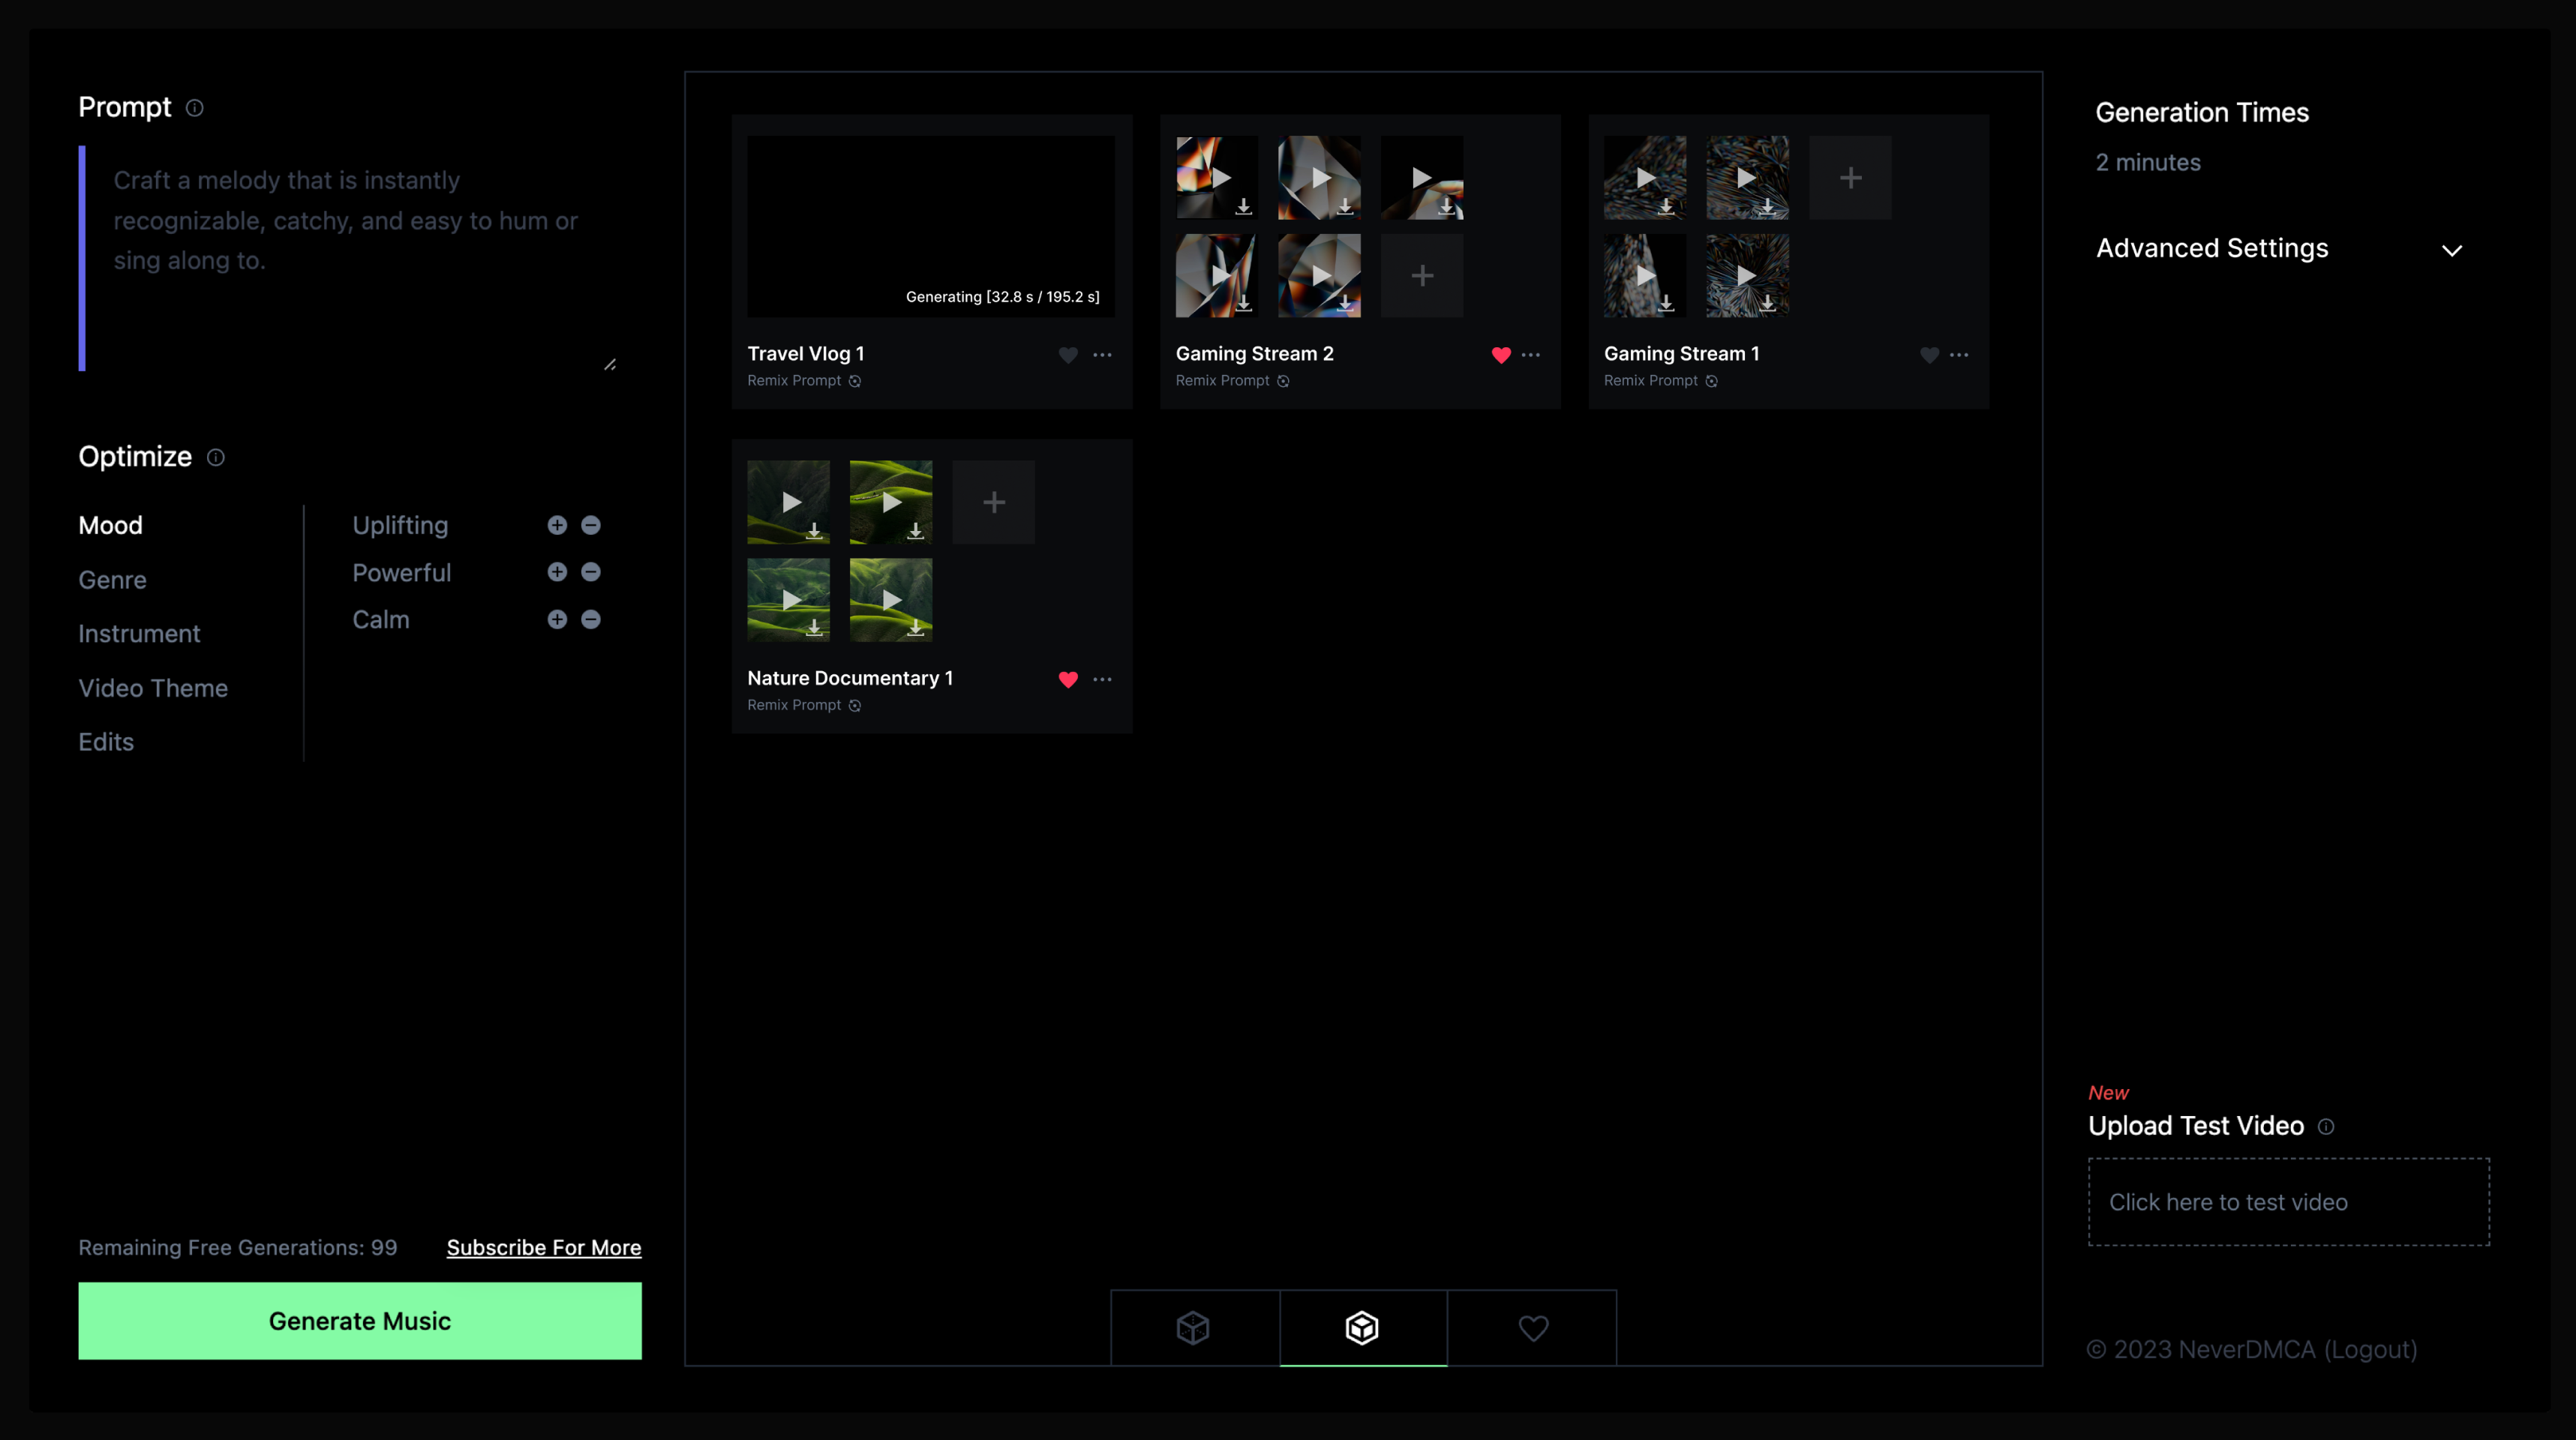 Prompt
Craft a melody that is instantly
recognizable, catchy, and easy to hum or
sing along to.
Optimize
Mood
Genre
Instrument
Video Theme
Edits
Uplifting
Powerful
Calm
Remaining Free Generations: 99
Subscribe For More
Generate Music
Generating [32.8 s / 195.2 s]
Travel Vlog 1
Remix Prompt
Gaming Stream 2
Remix Prompt
Gaming Stream 1
Remix Prompt
Nature Documentary 1
Remix Prompt
Generation Times
2 minutes
Advanced Settings
New
Upload Test Video
Click here to test video
© 2023 NeverDMCA (Logout)